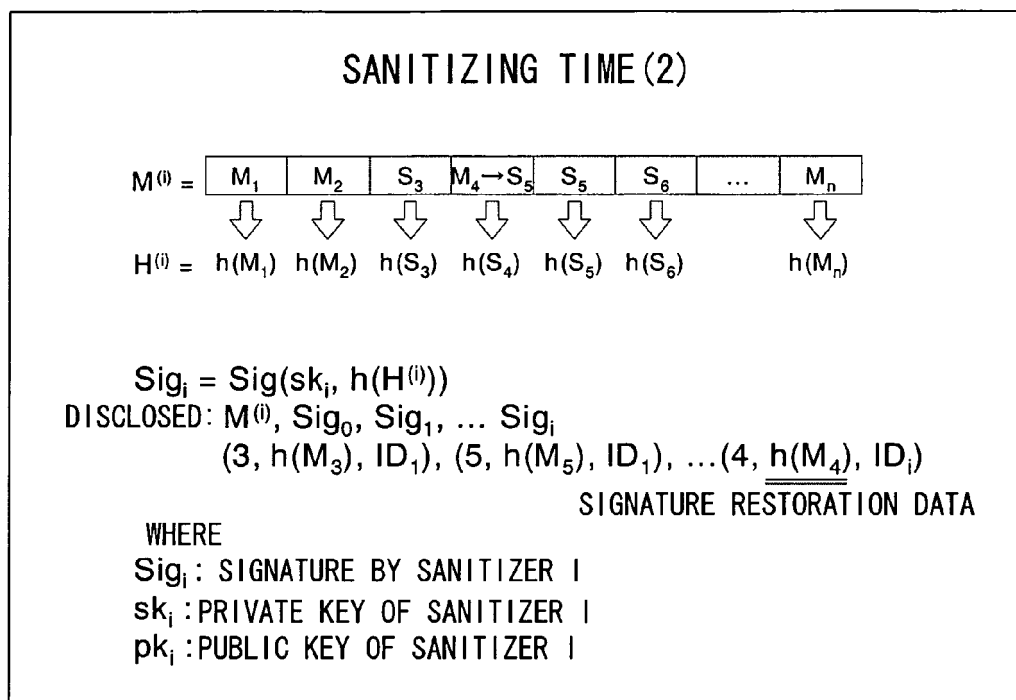 SANITIZING TIME(2)
M⁽ⁱ⁾ = M₁ M₂ S₃ M₄→S₅ S₅ S₆ ... Mₙ
H⁽ⁱ⁾ = h(M₁) h(M₂) h(S₃) h(S₄) h(S₅) h(S₆) h(Mₙ)
Sigᵢ = Sig(skᵢ, h(H⁽ⁱ⁾))
DISCLOSED: M⁽ⁱ⁾, Sig₀, Sig₁, ... Sigᵢ
(3, h(M₃), ID₁), (5, h(M₅), ID₁), ...(4, h(M₄), IDᵢ)
SIGNATURE RESTORATION DATA
WHERE
Sigᵢ : SIGNATURE BY SANITIZER I
skᵢ : PRIVATE KEY OF SANITIZER I
pkᵢ : PUBLIC KEY OF SANITIZER I